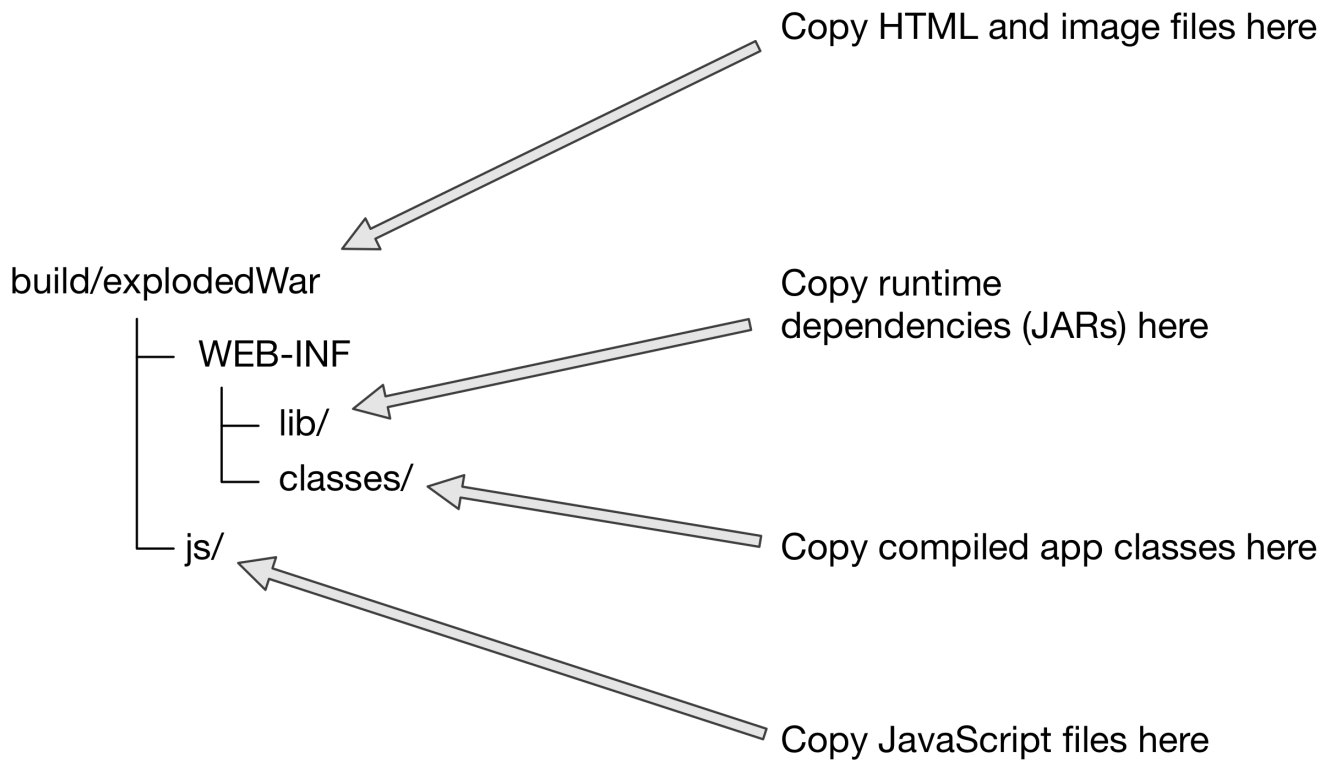 Copy HTML and image files here
build/explodedWar
Copy runtime
dependencies (JARs) here
WEB-INF
lib/
classes/
Copy compiled app classes here
js/
Copy JavaScript files here